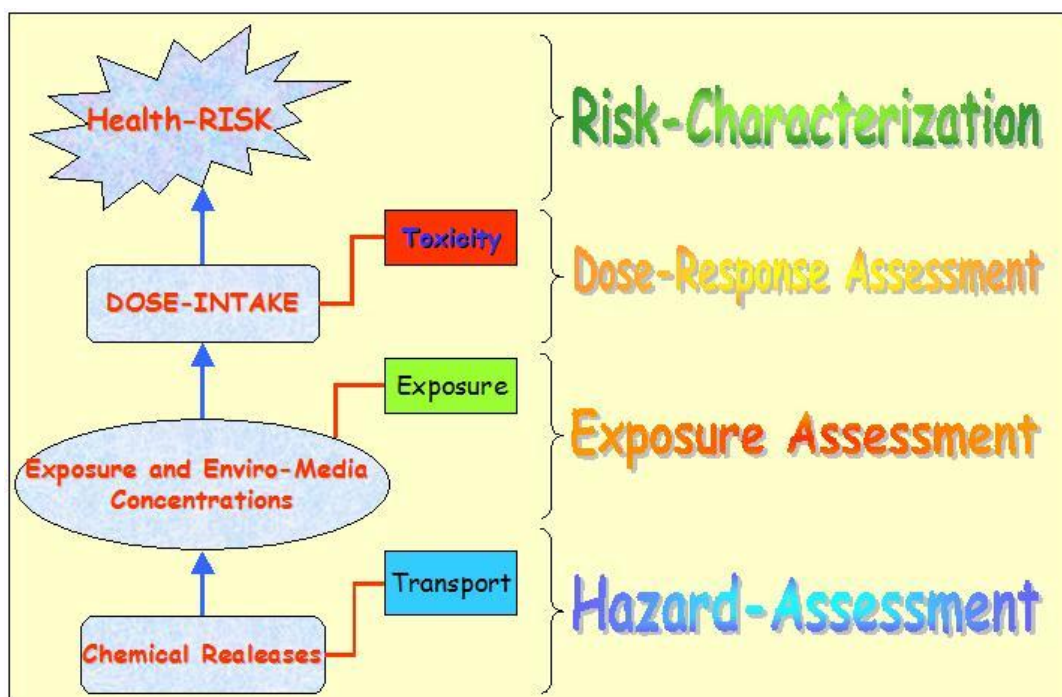 Health-RISK
Risk-Characterization
Toxicity
DOSE-INTAKE
Dose-Response Assessment
Exposure
Exposure and Enviro-Media
Concentrations
Exposure Assessment
Transport
Chemical Realeases
Hazard-Assessment